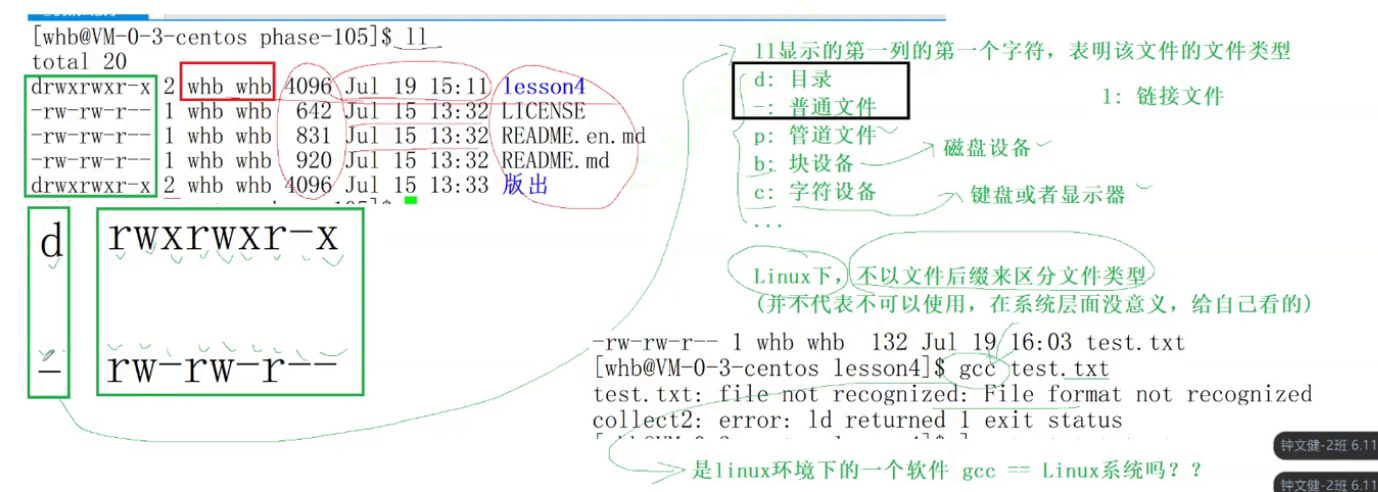 [whb@VM-0-3-centos phase-105]$ ll
total 20
drwxrwxr-x 2 whb whb 4096 Jul 19 15:11 lesson4
-rw-rw-r-- 1 whb whb 642 Jul 15 13:32 LICENSE
-rw-rw-r-- 1 whb whb 831 Jul 15 13:32 README.en.md
-rw-rw-r-- 1 whb whb 920 Jul 15 13:32 README.md
drwxrwxr-x 2 whb whb 4096 Jul 15 13:33 版出
d rwxrwxr-x
- rw-rw-r--
ll显示的第一列的第一个字符，表明该文件的文件类型
d: 目录
-: 普通文件
l: 链接文件
p: 管道文件
b: 块设备
磁盘设备
c: 字符设备
键盘或者显示器
...
Linux下，不以文件后缀来区分文件类型
(并不代表不可以使用，在系统层面没意义，给自己看的)
-rw-rw-r-- 1 whb whb 132 Jul 19 16:03 test.txt
[whb@VM-0-3-centos lesson4]$ gcc test.txt
test.txt: file not recognized: File format not recognized
collect2: error: ld returned 1 exit status
是linux环境下的一个软件 gcc == Linux系统吗？？
钟文健-2班 6.11
钟文健-2班 6.11